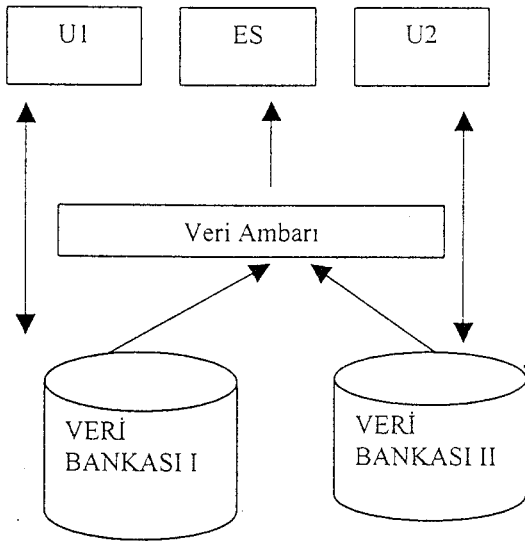 U1
ES
U2
Veri Ambarı
VERİ
BANKASI I
VERİ
BANKASI II